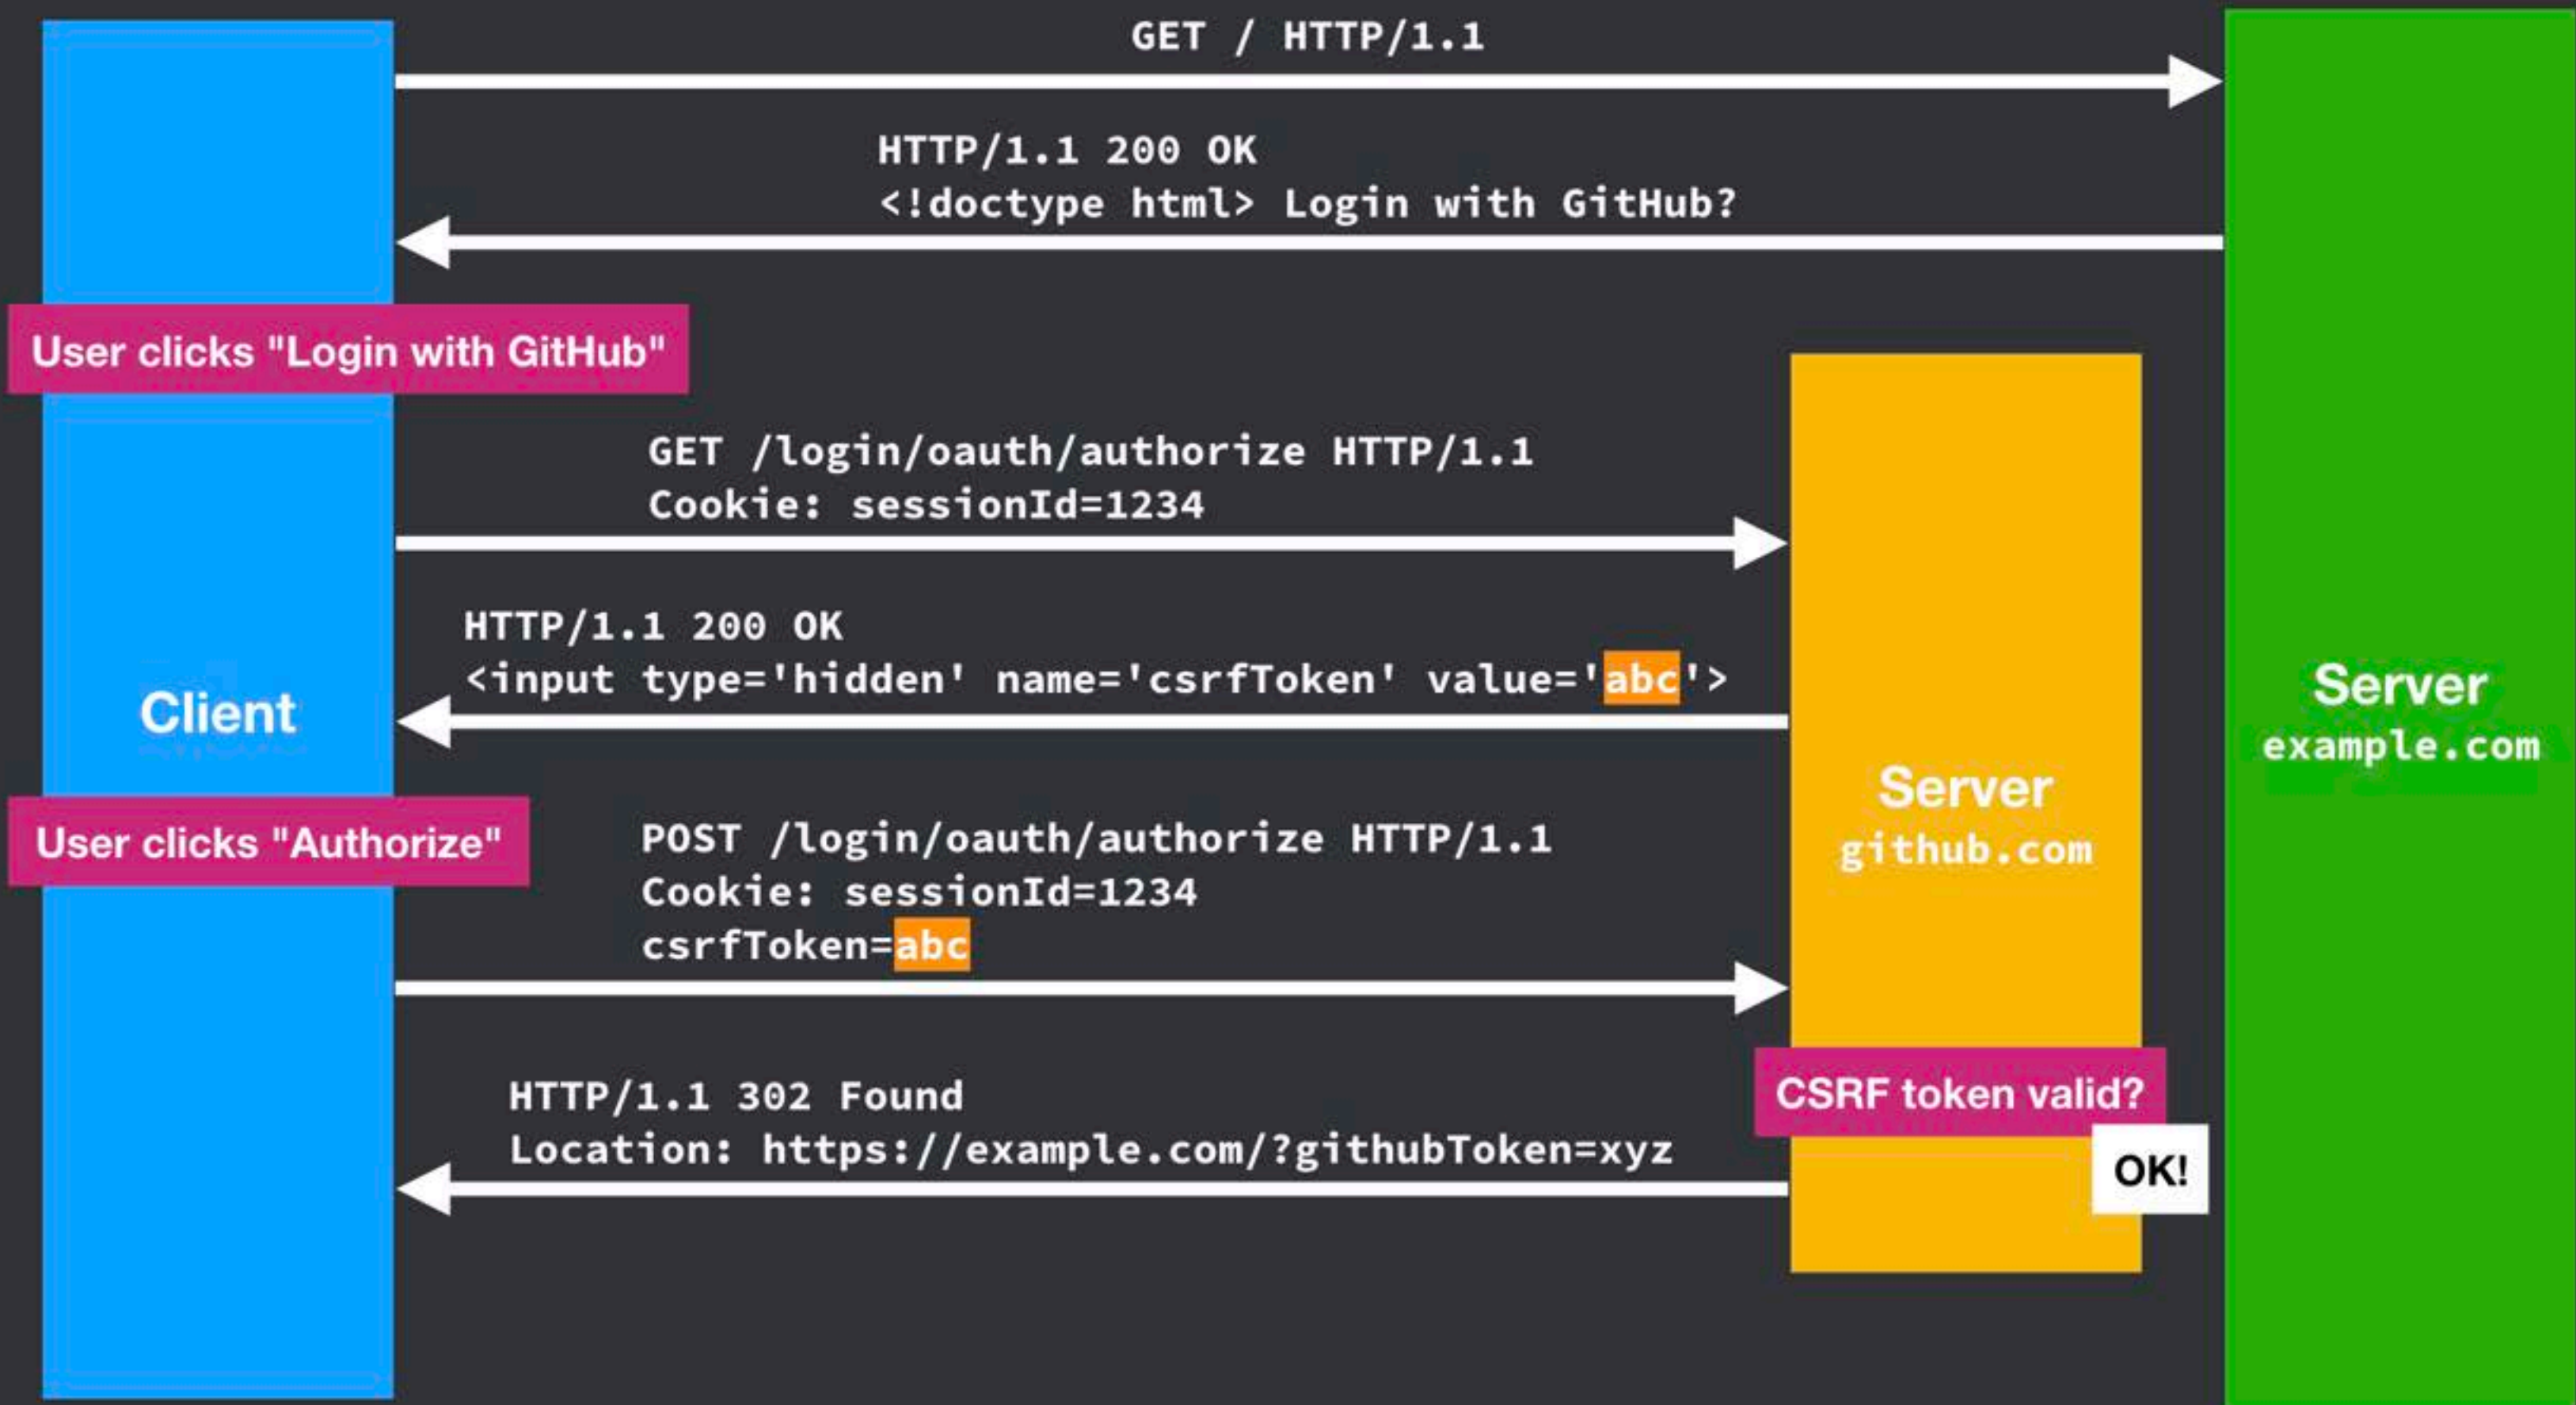 GET / HTTP/1.1
HTTP/1.1 200 OK
<!doctype html> Login with GitHub?
User clicks "Login with GitHub"
GET /login/oauth/authorize HTTP/1.1
Cookie: sessionId=1234
HTTP/1.1 200 OK
<input type='hidden' name='csrfToken' value='abc'>
Client
Server
example.com
Server
github.com
User clicks "Authorize"
POST /login/oauth/authorize HTTP/1.1
Cookie: sessionId=1234
csrfToken=abc
CSRF token valid?
OK!
HTTP/1.1 302 Found
Location: https://example.com/?githubToken=xyz